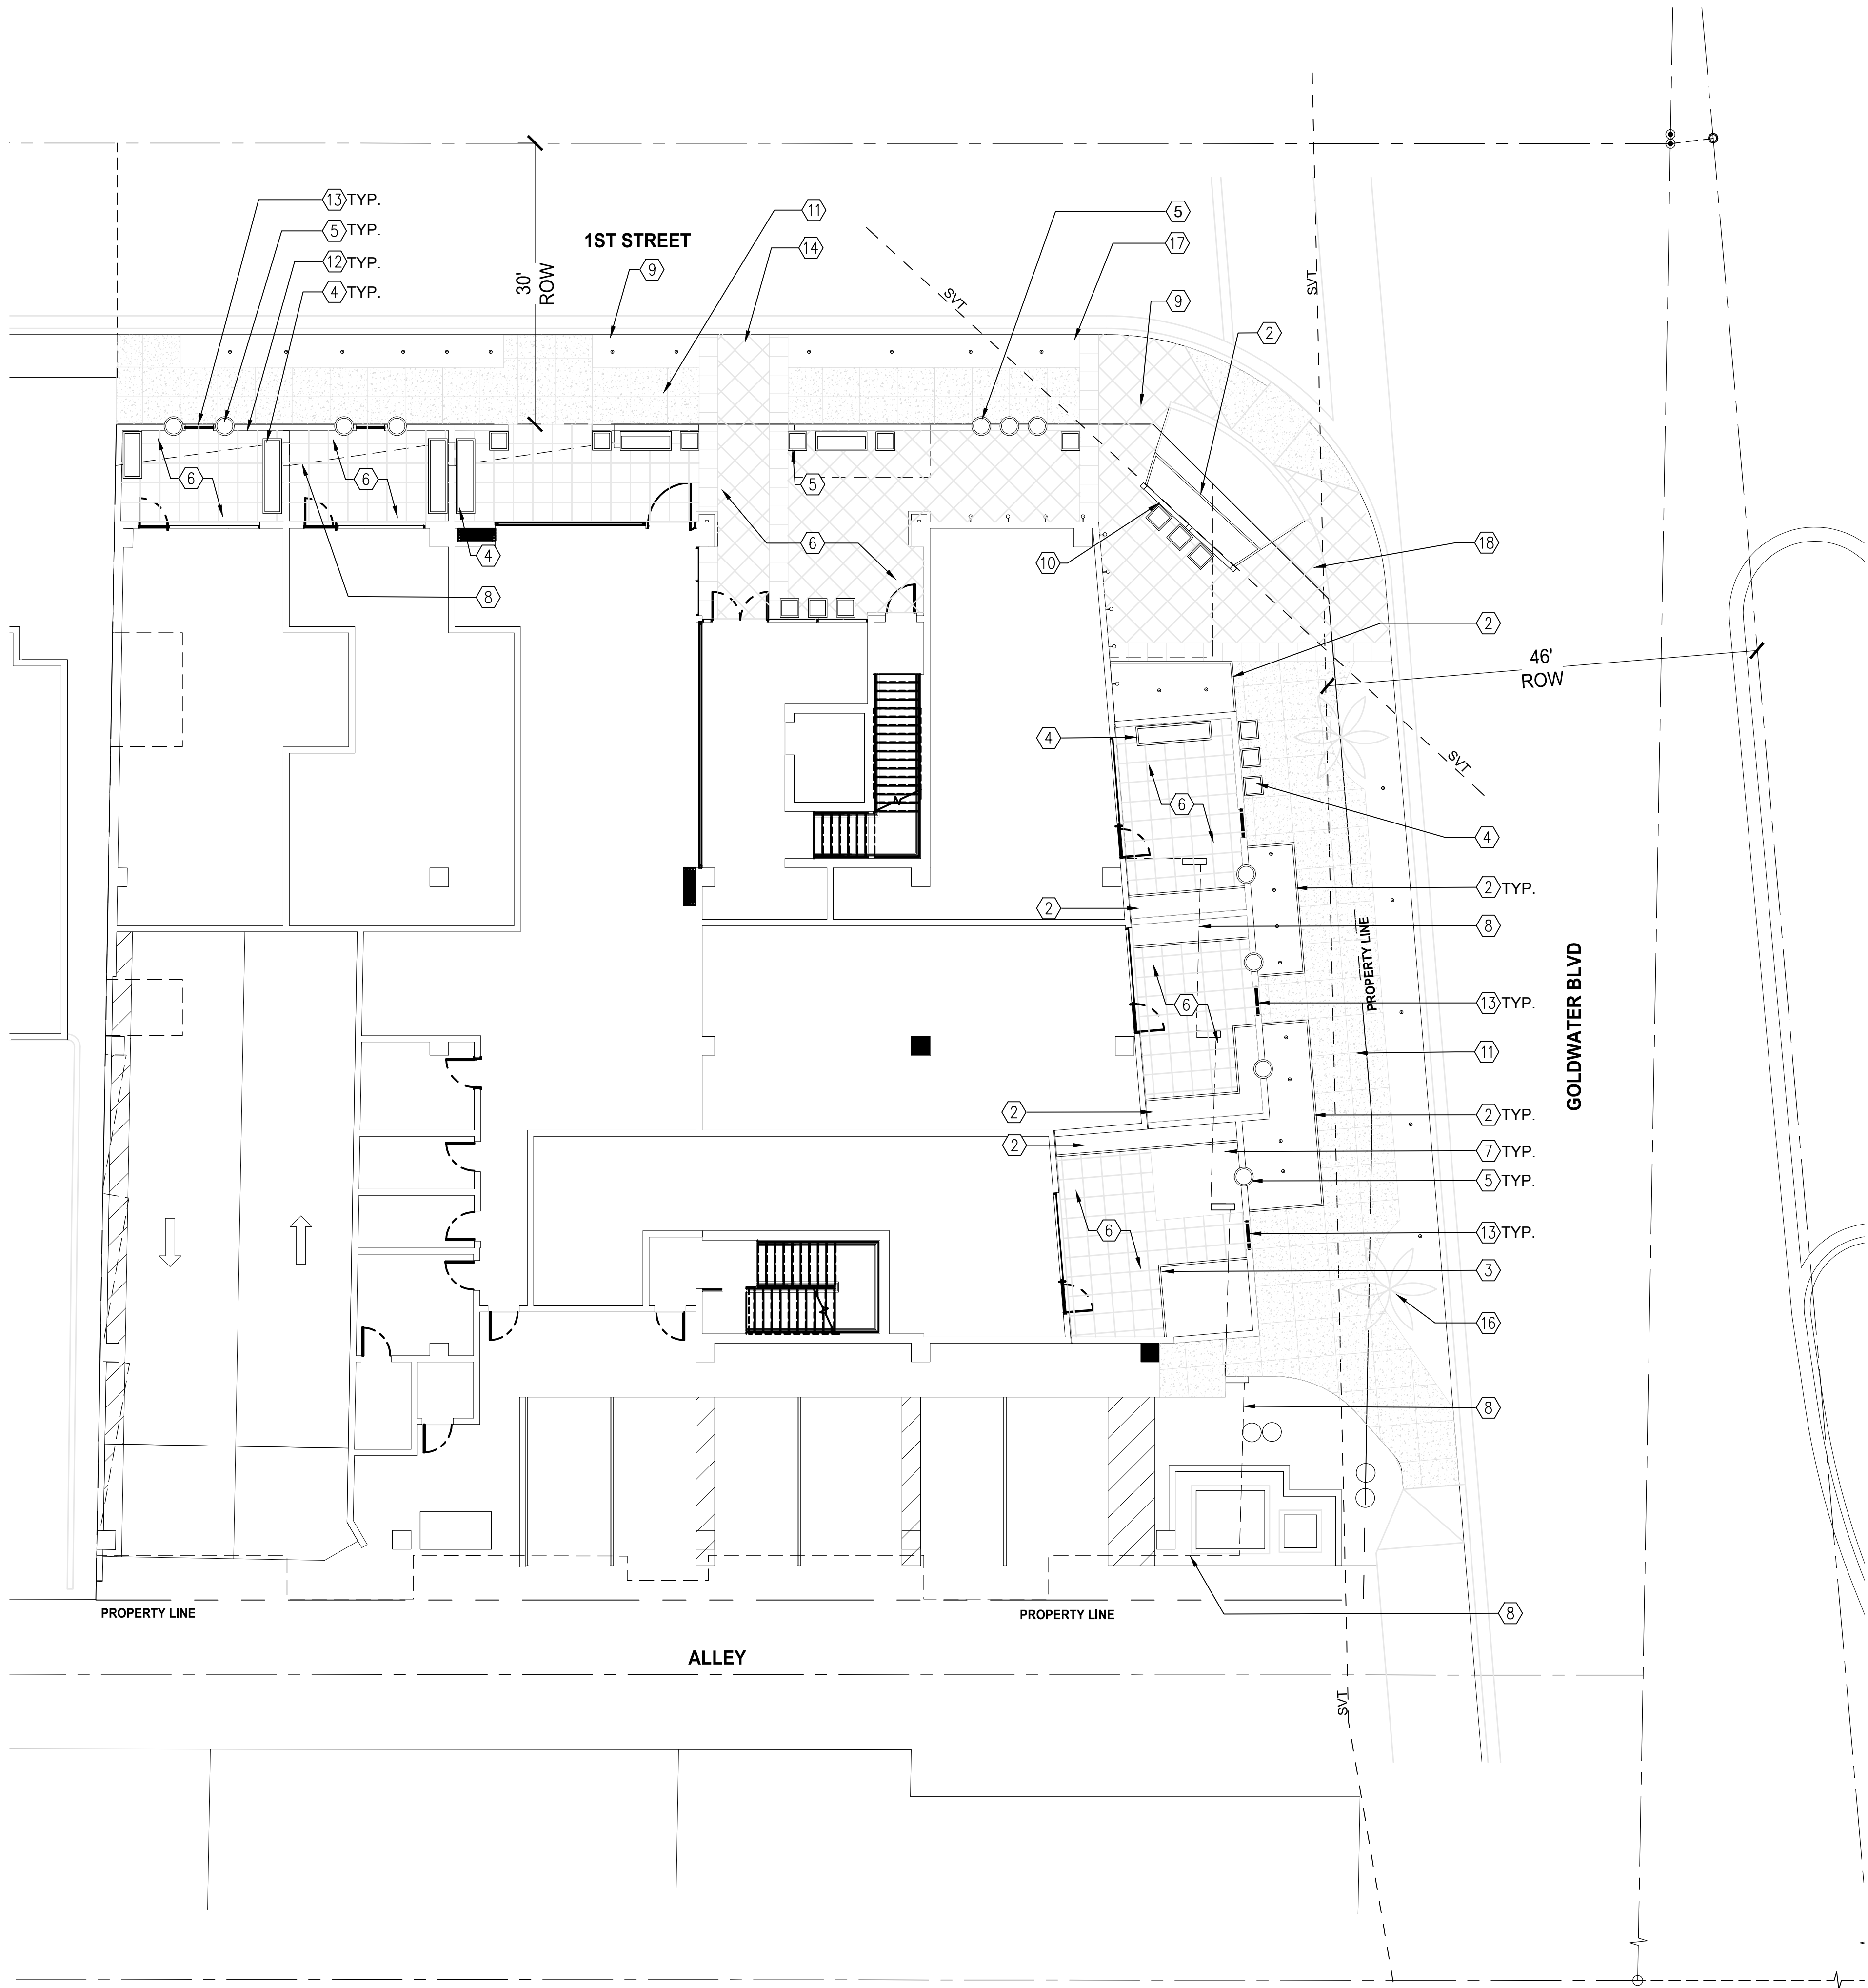 13 TYP.
5 TYP.
12 TYP.
4 TYP.
1ST STREET
9
11
14
30'
ROW
5
17
9
2
SVT
SVT
6
6
5
4
8
6
10
18
2
46'
ROW
SVT
4
6
4
2 TYP.
2
8
PROPERTY LINE
GOLDWATER BLVD
6
13 TYP.
11
2
2 TYP.
2
7 TYP.
5 TYP.
6
13 TYP.
3
16
8
8
PROPERTY LINE
PROPERTY LINE
ALLEY
SVT